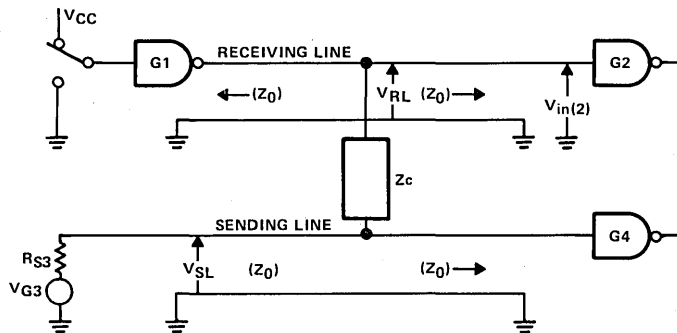 VCC
G1
RECEIVING LINE
G2
(Z0)
VRL
(Z0)
Vin(2)
Zc
SENDING LINE
G4
RS3
VSL
(Z0)
(Z0)
VG3